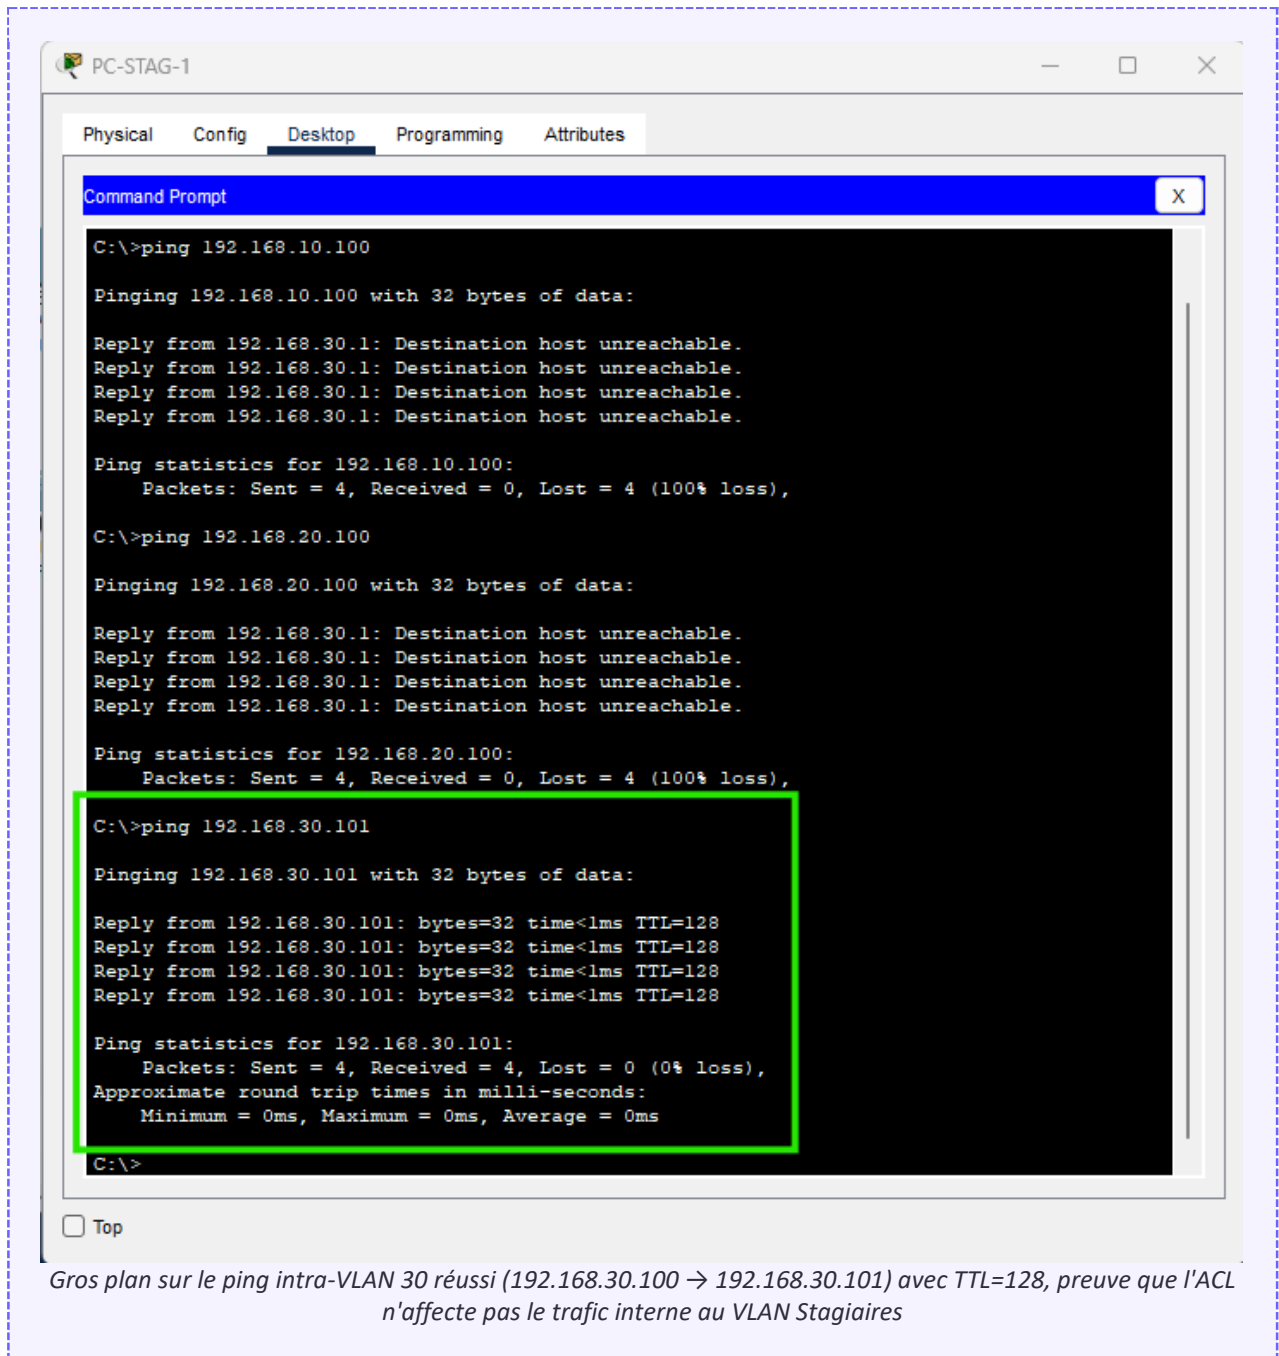 PC-STAG-1
Physical Config Desktop Programming Attributes
Command Prompt X
C:\>ping 192.168.10.100
Pinging 192.168.10.100 with 32 bytes of data:
Reply from 192.168.30.1: Destination host unreachable.
Reply from 192.168.30.1: Destination host unreachable.
Reply from 192.168.30.1: Destination host unreachable.
Reply from 192.168.30.1: Destination host unreachable.
Ping statistics for 192.168.10.100:
Packets: Sent = 4, Received = 0, Lost = 4 (100% loss),
C:\>ping 192.168.20.100
Pinging 192.168.20.100 with 32 bytes of data:
Reply from 192.168.30.1: Destination host unreachable.
Reply from 192.168.30.1: Destination host unreachable.
Reply from 192.168.30.1: Destination host unreachable.
Reply from 192.168.30.1: Destination host unreachable.
Ping statistics for 192.168.20.100:
Packets: Sent = 4, Received = 0, Lost = 4 (100% loss),
C:\>ping 192.168.30.101
Pinging 192.168.30.101 with 32 bytes of data:
Reply from 192.168.30.101: bytes=32 time<1ms TTL=128
Reply from 192.168.30.101: bytes=32 time<1ms TTL=128
Reply from 192.168.30.101: bytes=32 time<1ms TTL=128
Reply from 192.168.30.101: bytes=32 time<1ms TTL=128
Ping statistics for 192.168.30.101:
Packets: Sent = 4, Received = 4, Lost = 0 (0% loss),
Approximate round trip times in milli-seconds:
Minimum = 0ms, Maximum = 0ms, Average = 0ms
C:\>
Top
Gros plan sur le ping intra-VLAN 30 réussi (192.168.30.100 → 192.168.30.101) avec TTL=128, preuve que l'ACL
n'affecte pas le trafic interne au VLAN Stagiaires